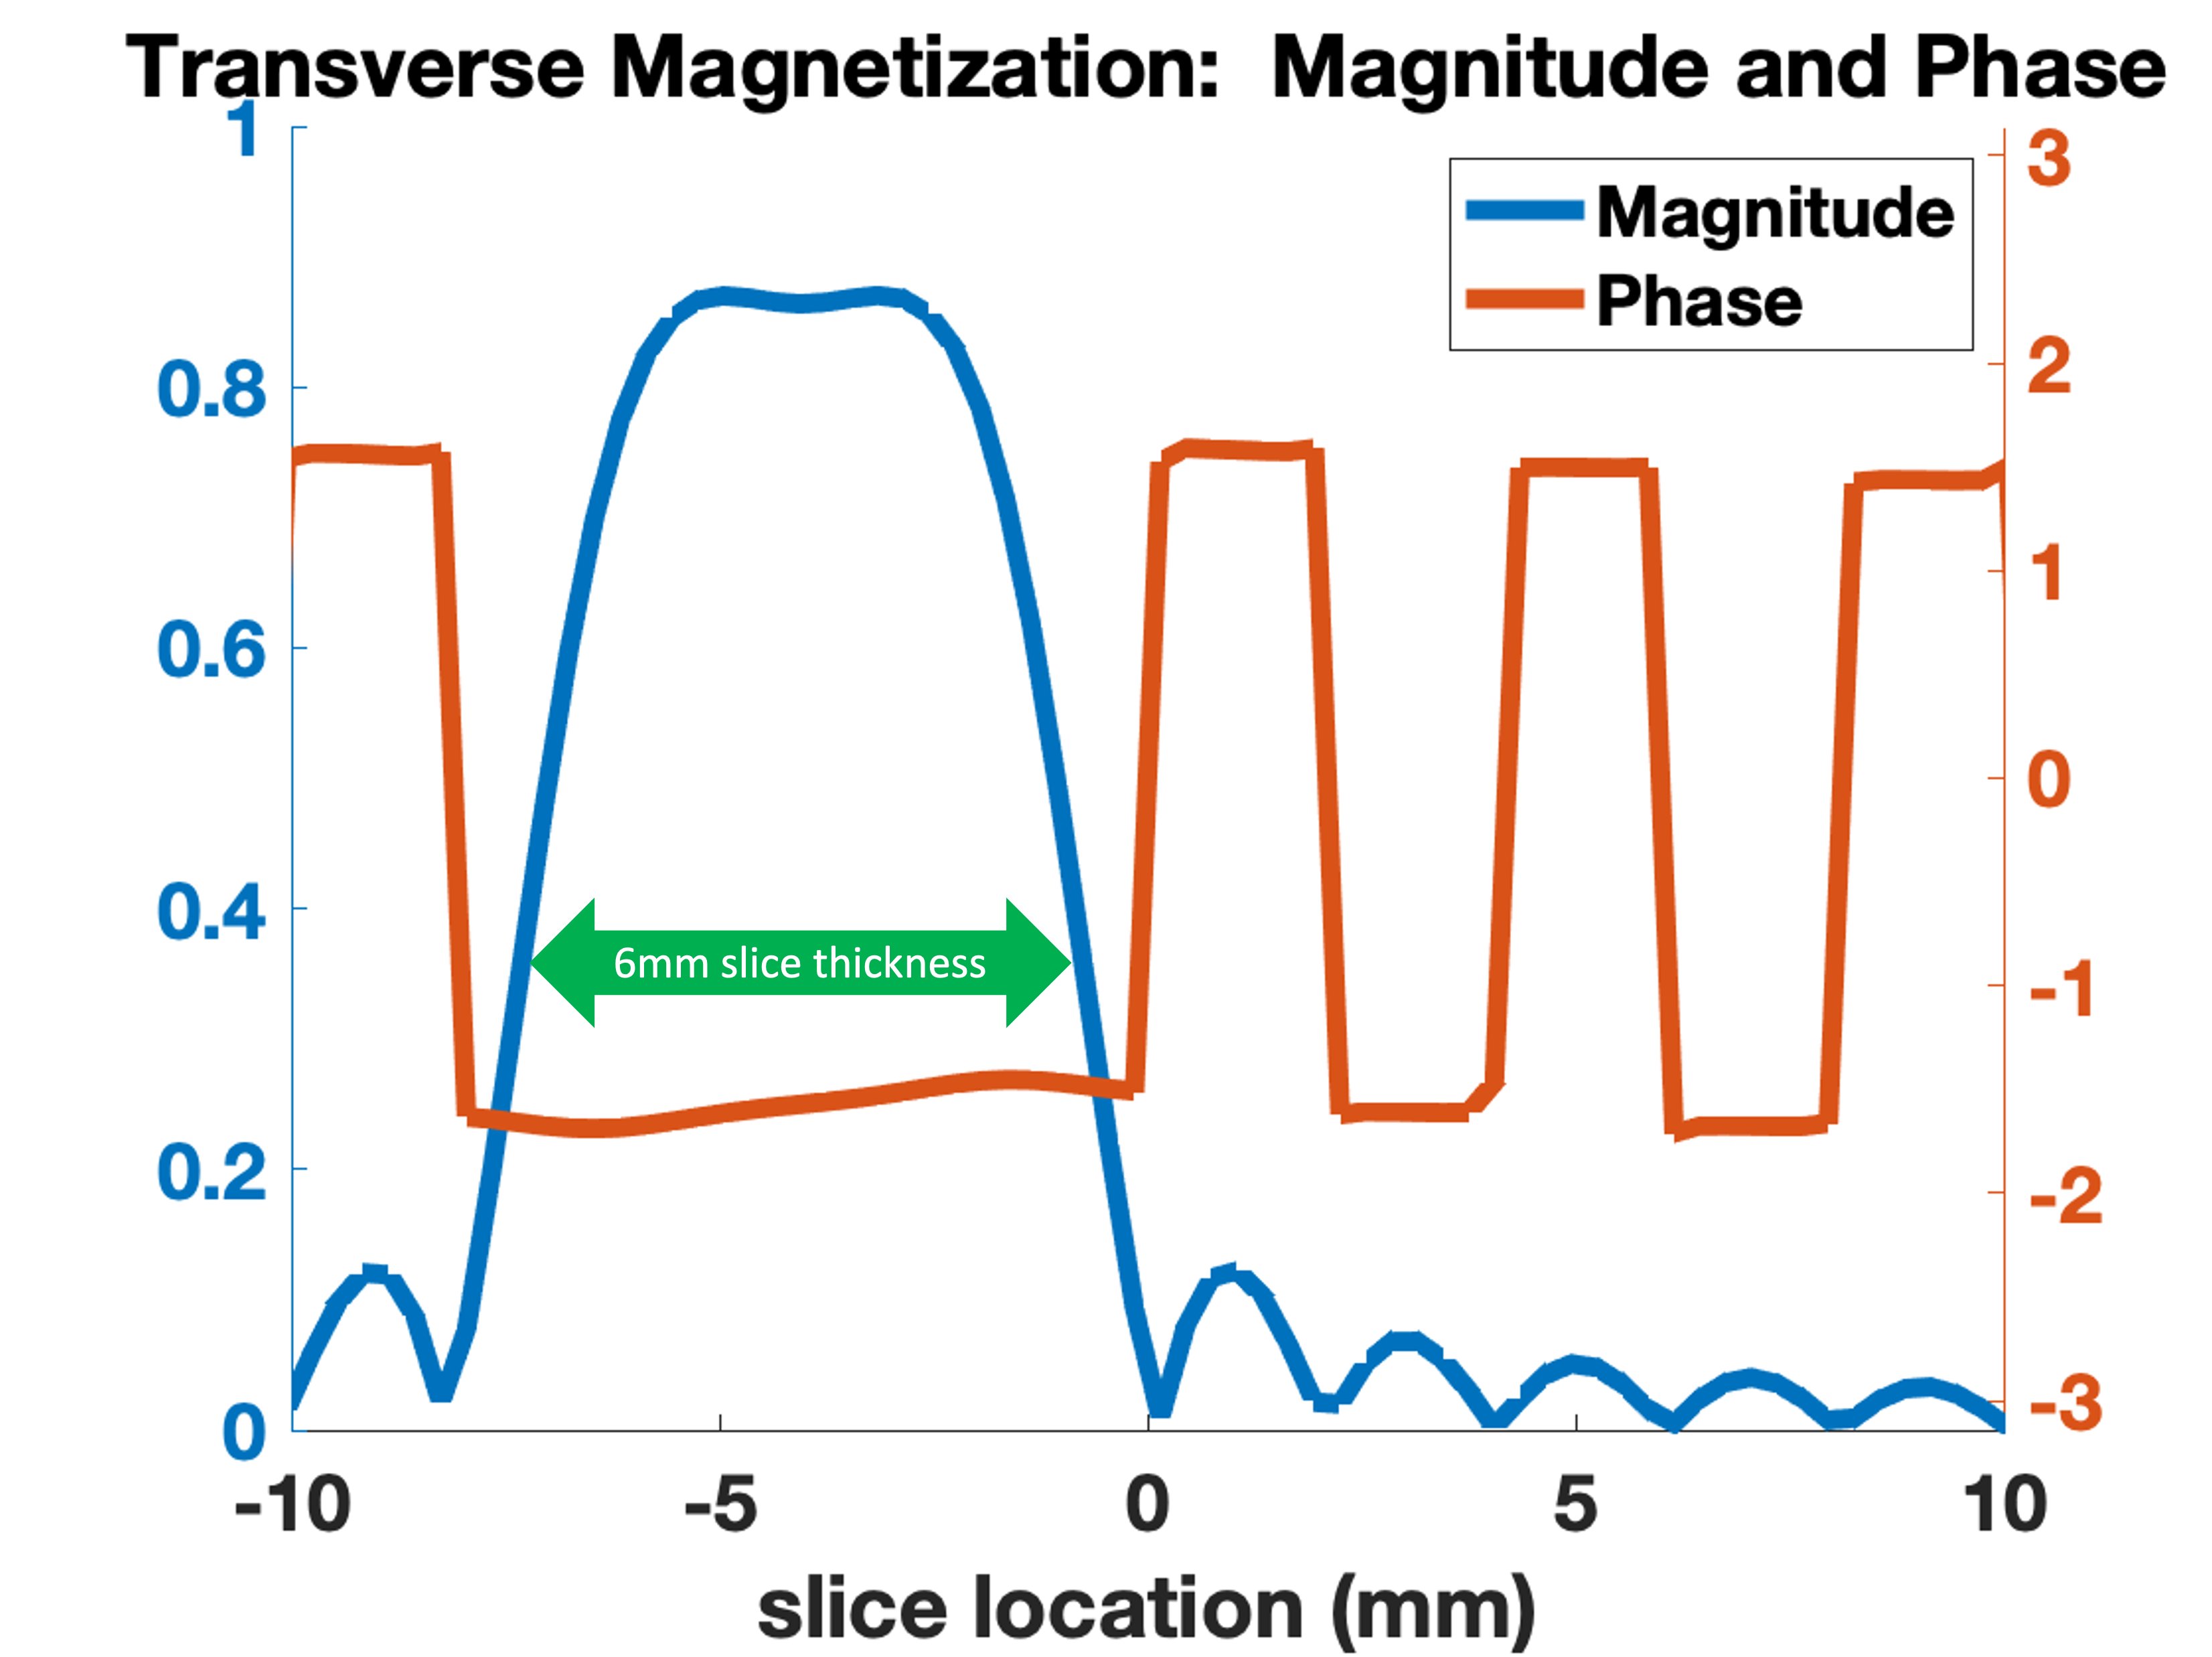 Transverse Magnetization: Magnitude and Phase
1
0.8
0.6
0.4
0.2
0
3
2
1
0
-1
-2
-3
Magnitude
Phase
6mm slice thickness
-10 -5 0 5 10
slice location (mm)